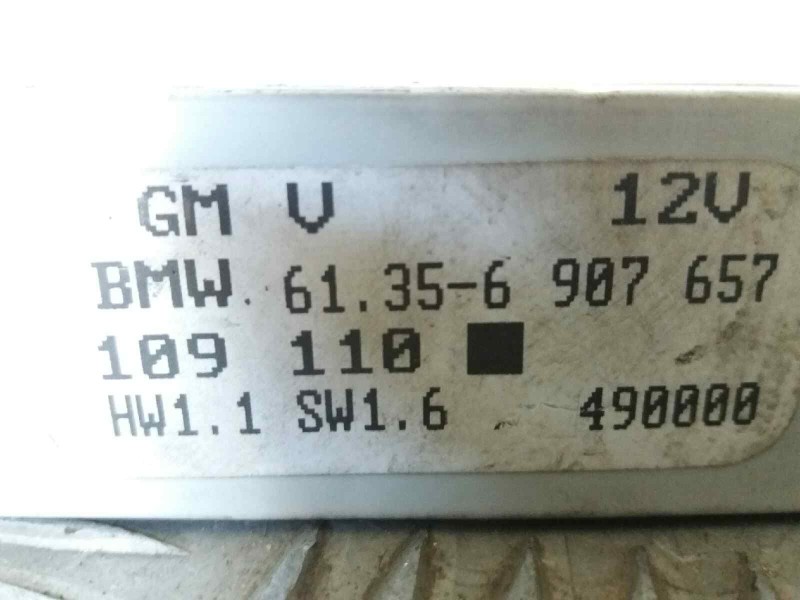 GM V 12V
BMW 61.35-6 907 657
109 110
HW1.1 SW1.6 490000